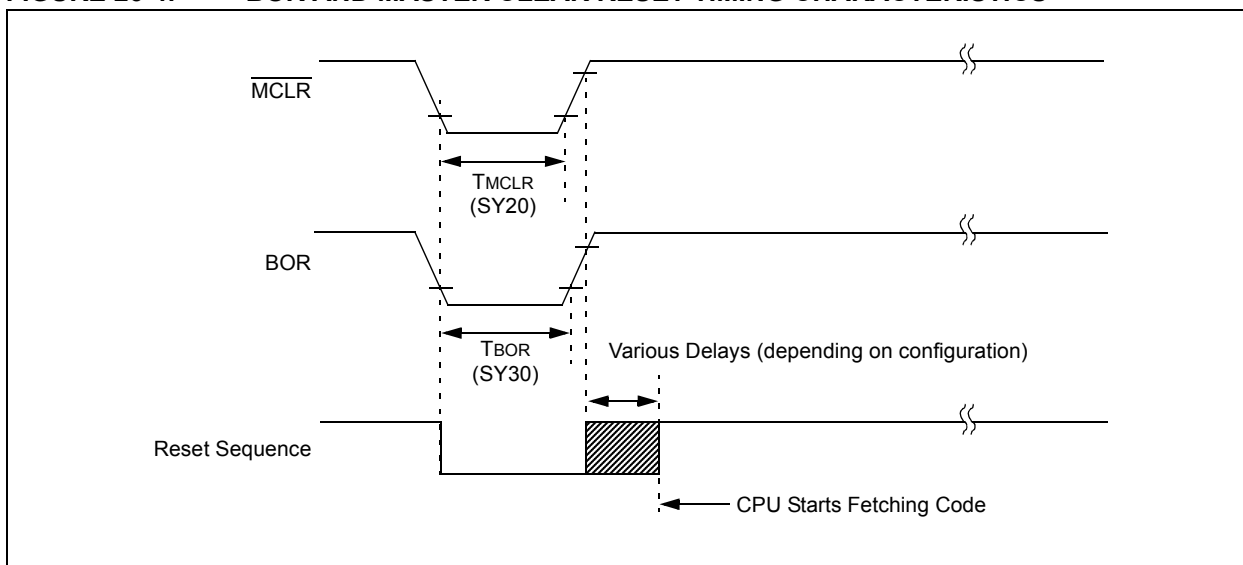 MCLR
TMCLR
(SY20)
BOR
TBOR
(SY30)
Various Delays (depending on configuration)
Reset Sequence
CPU Starts Fetching Code